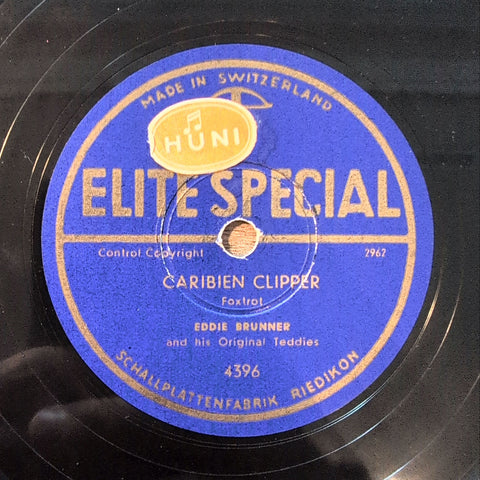 MADE IN SWITZERLAND
HUNI
ELITE SPECIAL
Control Copyright 2962
CARIBIEN CLIPPER
Foxtrot
EDDIE BRUNNER
and his Original Teddies
4396
SCHALLPLATTENFABRIK RIEDIKON